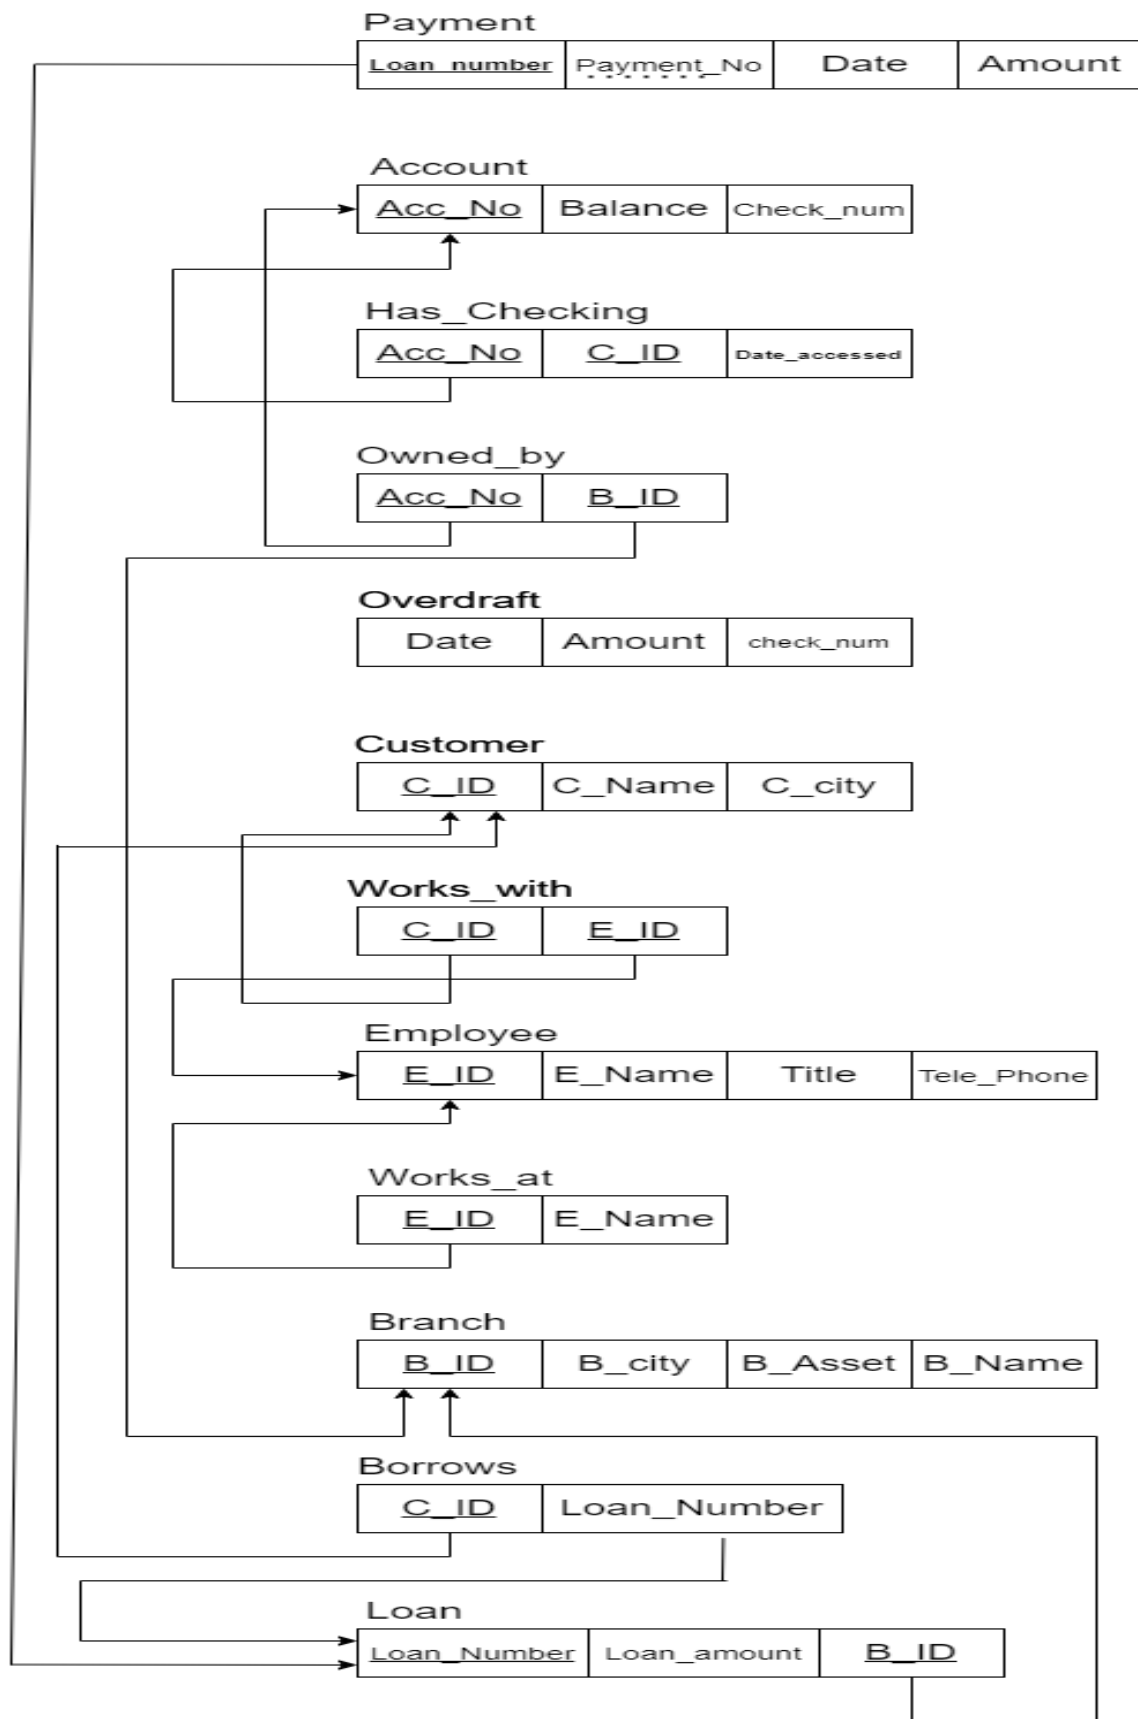 Payment
Loan_number Payment_No Date Amount
Account
Acc_No Balance Check_num
Has_Checking
Acc_No C_ID Date_accessed
Owned_by
Acc_No B_ID
Overdraft
Date Amount check_num
Customer
C_ID C_Name C_city
Works_with
C_ID E_ID
Employee
E_ID E_Name Title Tele_Phone
Works_at
E_ID E_Name
Branch
B_ID B_city B_Asset B_Name
Borrows
C_ID Loan_Number
Loan
Loan_Number Loan_amount B_ID